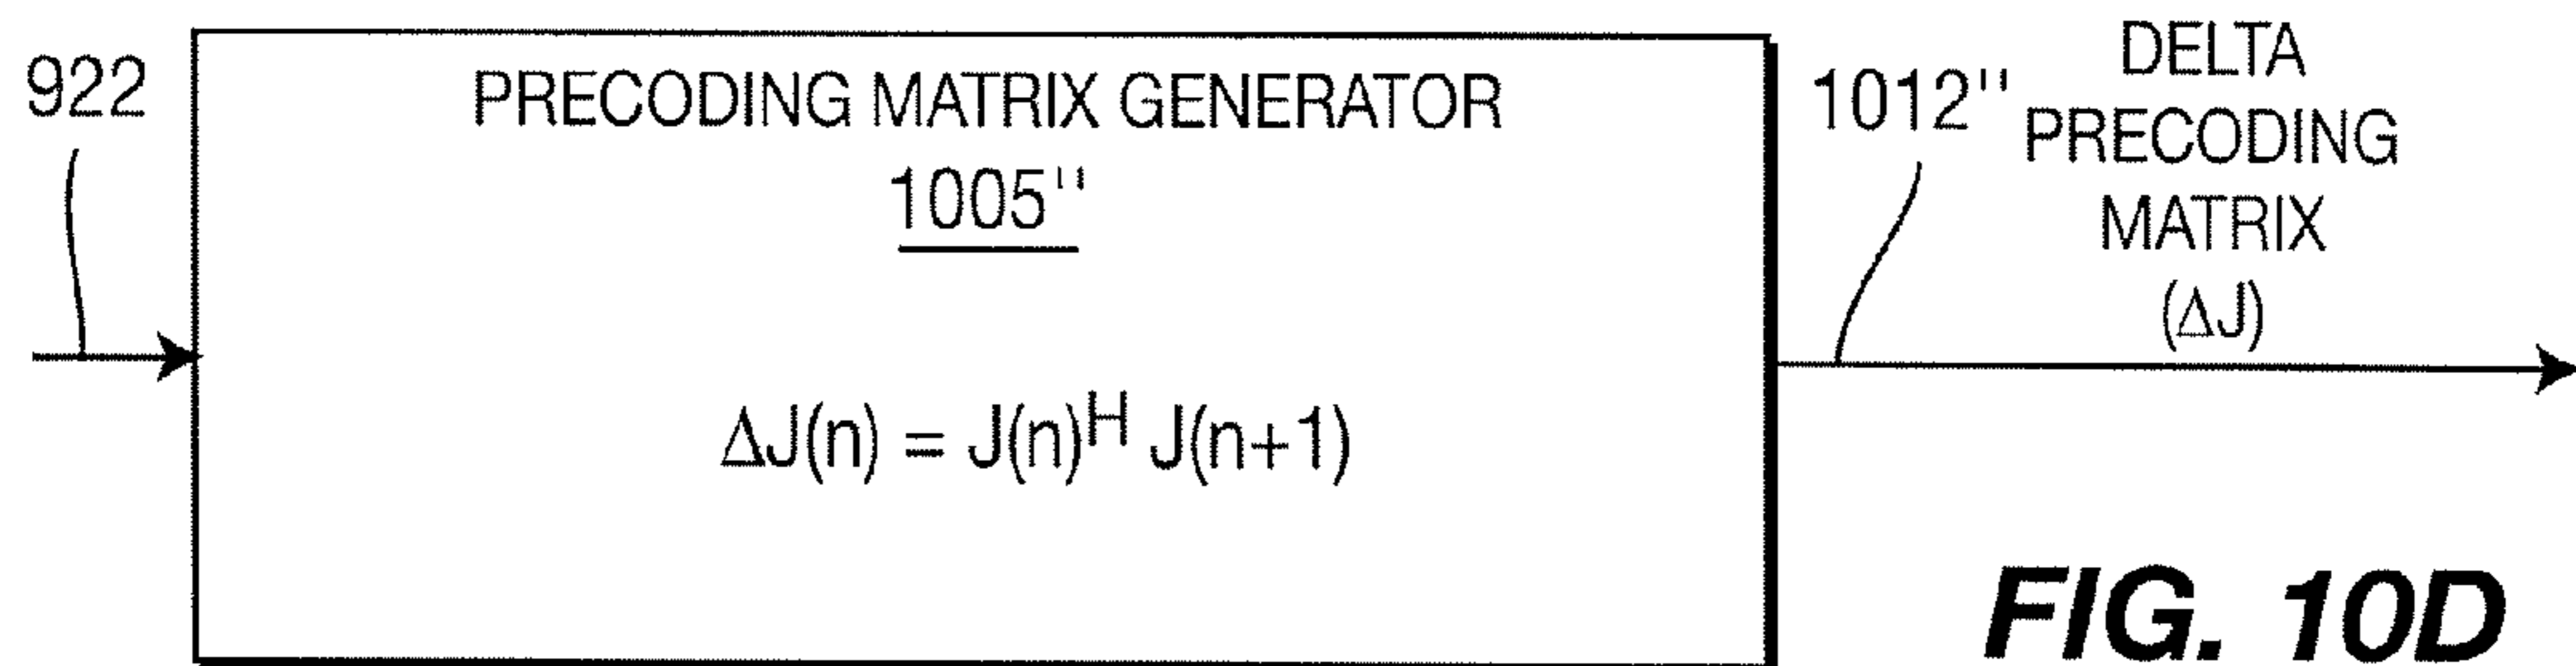 922
PRECODING MATRIX GENERATOR
1005''
ΔJ(n) = J(n)ᴴ J(n+1)
1012''
DELTA
PRECODING
MATRIX
(ΔJ)
FIG. 10D